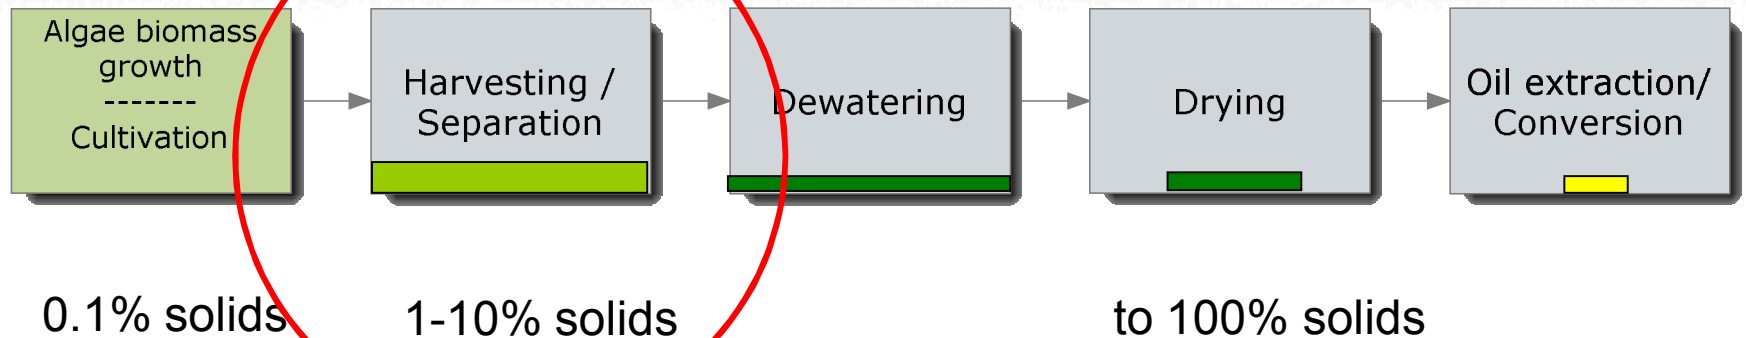 Algae biomass
growth
-------
Cultivation
Harvesting /
Separation
Dewatering
Drying
Oil extraction/
Conversion
0.1% solids
1-10% solids
to 100% solids